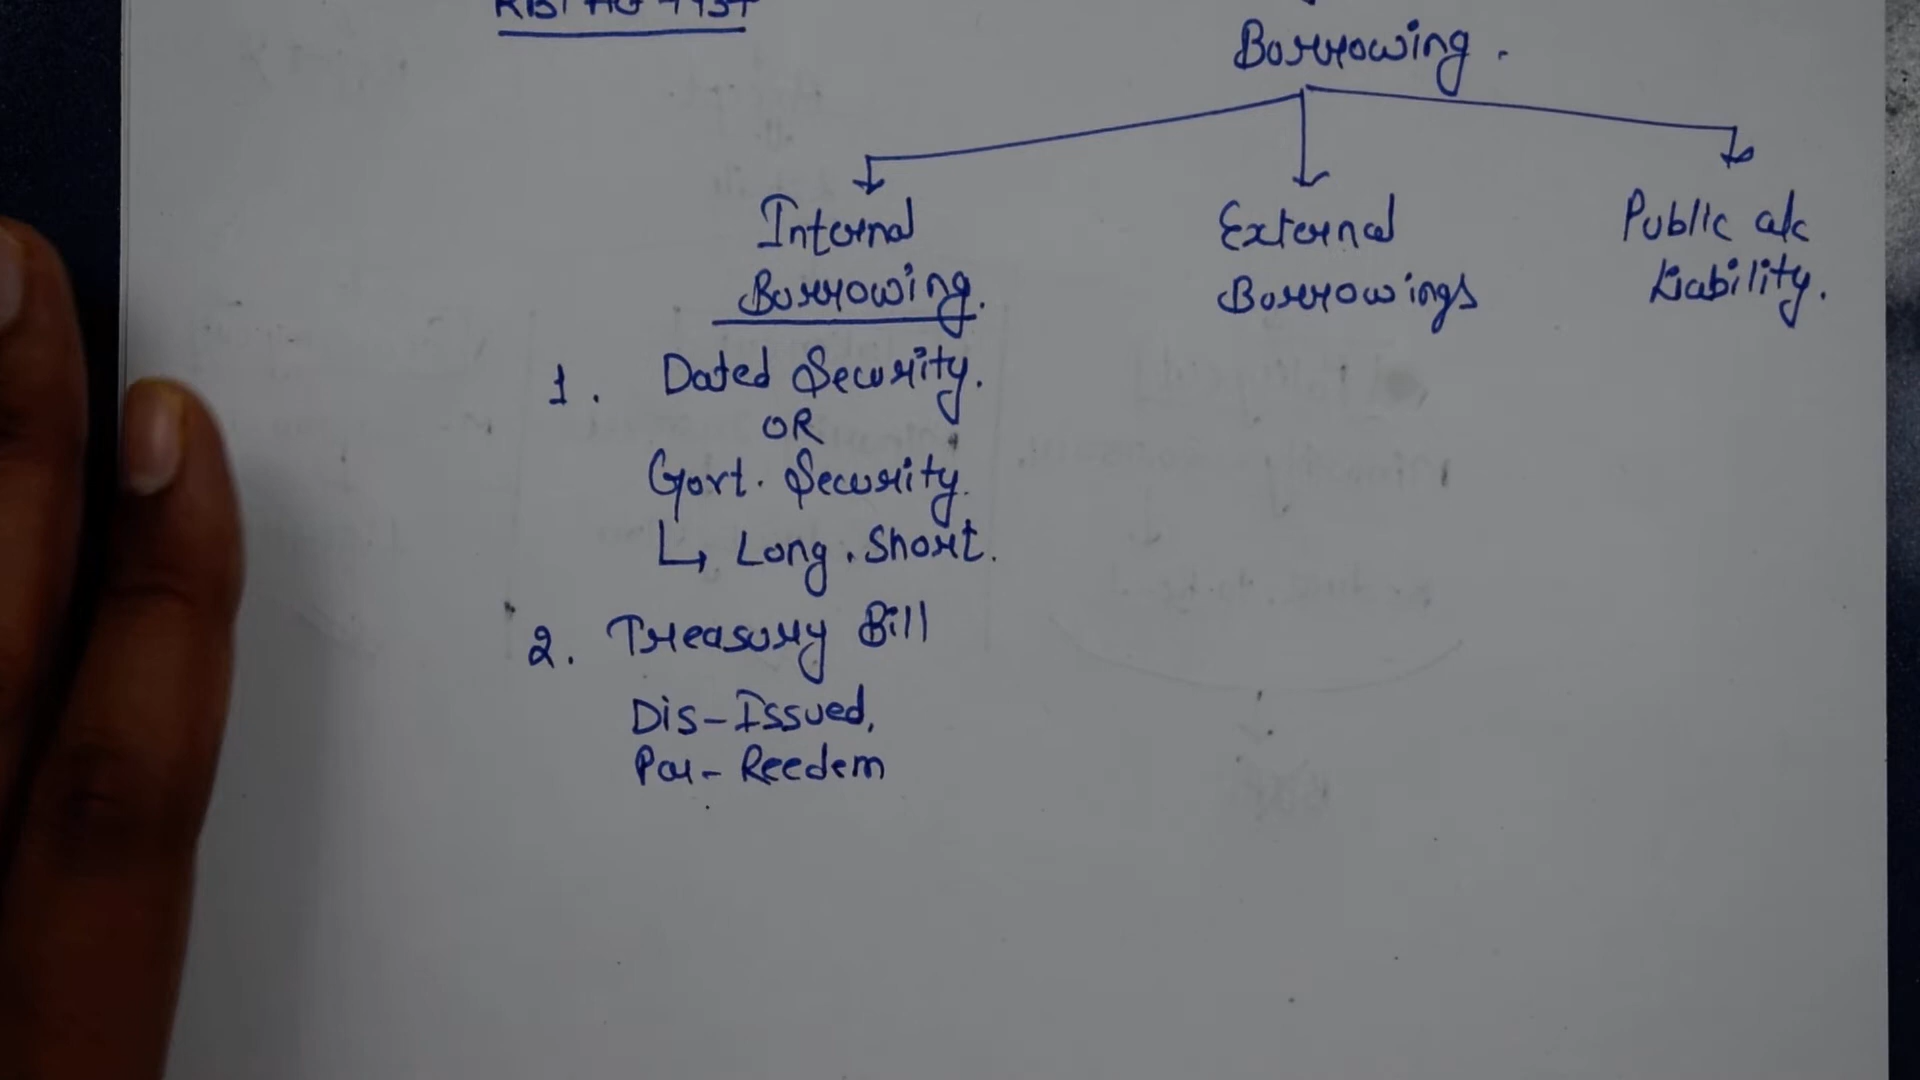 Borrowing.
Internal
Borrowing.
External
Borrowings
Public a/c
Liability.
1. Dated Security.
OR
Govt. Security.
Long. Short.
2. Treasury Bill
Dis-Issued,
Par- Reedem